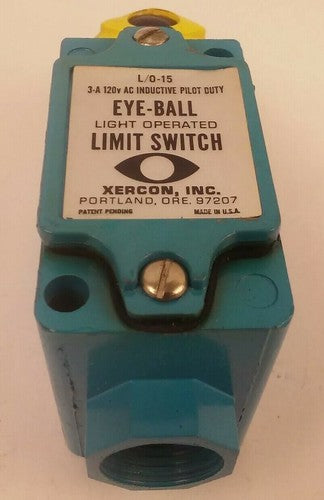 L/O-15
3-A 120v AC INDUCTIVE PILOT DUTY
EYE-BALL
LIGHT OPERATED
LIMIT SWITCH
XERCON, INC.
PORTLAND, ORE. 97207
PATENT PENDING MADE IN U.S.A.